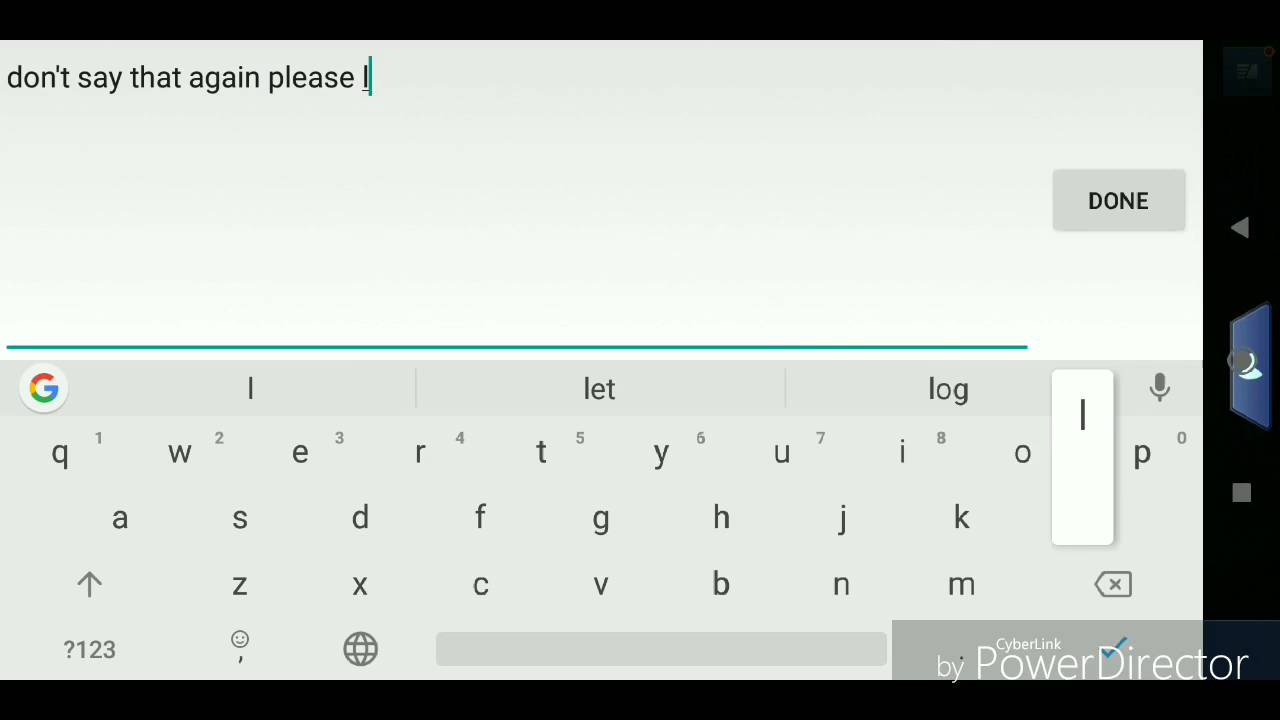 don't say that again please l
DONE
l let log
l
q 1 w 2 e 3 r 4 t 5 y 6 u 7 i 8 o p 0
a s d f g h j k
z x c v b n m
?123 , .
CyberLink
by PowerDirector